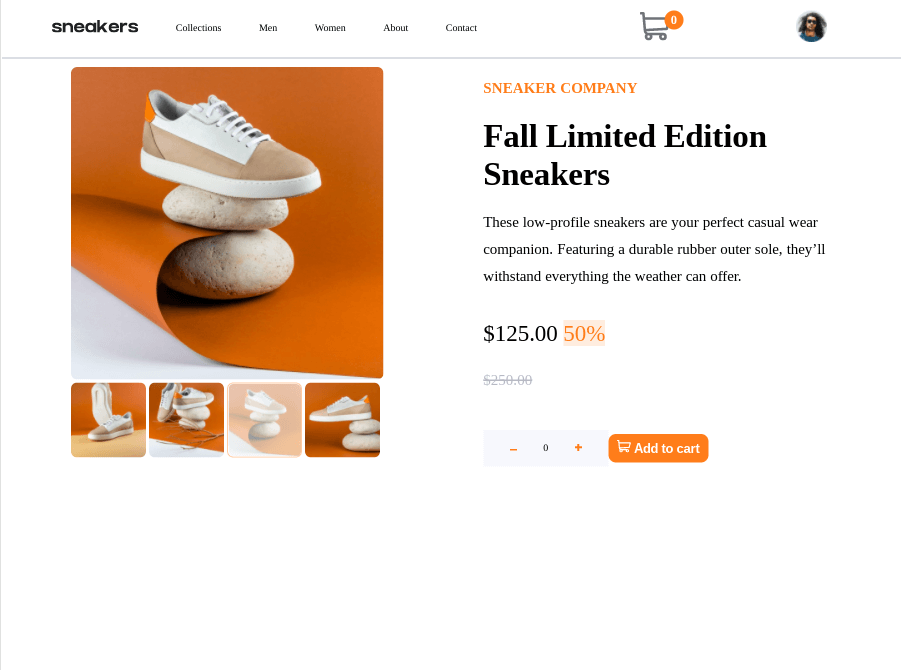 sneakers Collections Men Women About Contact 0
SNEAKER COMPANY
Fall Limited Edition
Sneakers
These low-profile sneakers are your perfect casual wear
companion. Featuring a durable rubber outer sole, they’ll
withstand everything the weather can offer.
$125.00 50%
$250.00
– 0 + Add to cart